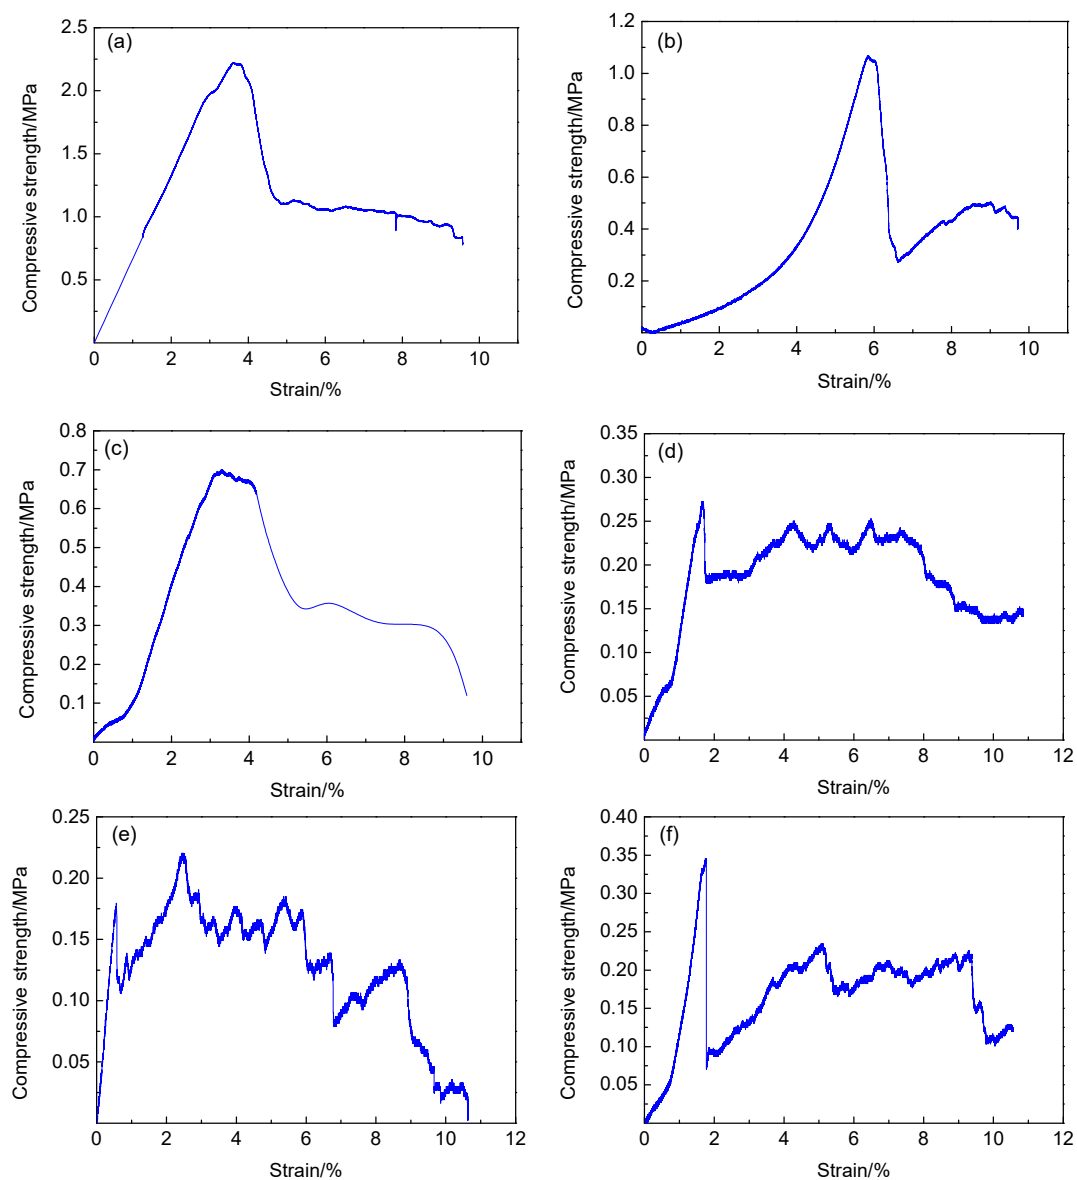 (a)
2.5
2.0
1.5
1.0
0.5
0 2 4 6 8 10
Strain/%
Compressive strength/MPa
(b)
1.2
1.0
0.8
0.6
0.4
0.2
0 2 4 6 8 10
Strain/%
Compressive strength/MPa
(c)
0.8
0.7
0.6
0.5
0.4
0.3
0.2
0.1
0 2 4 6 8 10
Strain/%
Compressive strength/MPa
(d)
0.35
0.30
0.25
0.20
0.15
0.10
0.05
0 2 4 6 8 10 12
Strain/%
Compressive strength/MPa
(e)
0.25
0.20
0.15
0.10
0.05
0 2 4 6 8 10 12
Strain/%
Compressive strength/MPa
(f)
0.40
0.35
0.30
0.25
0.20
0.15
0.10
0.05
0 2 4 6 8 10 12
Strain/%
Compressive strength/MPa